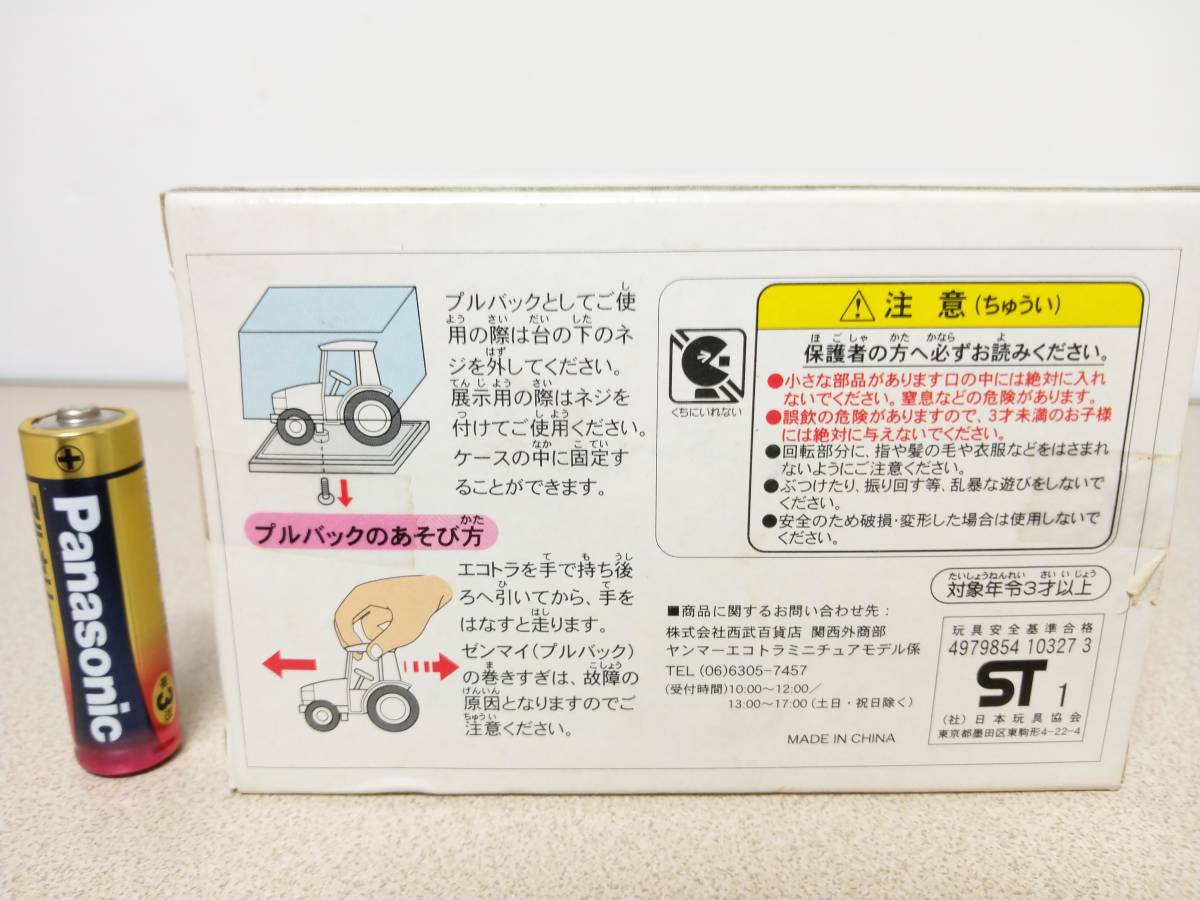 Panasonic
プルバックとしてご使
用の際は台の下のネ
ジを外してください。
展示用の際はネジを
付けてご使用ください。
ケースの中に固定す
ることができます。
プルバックのあそび方
エコトラを手で持ち後
ろへ引いてから、手を
はなすと走ります。
ゼンマイ(プルバック)
の巻きすぎは、故障の
原因となりますのでご
注意ください。
くちにいれない
注意(ちゅうい)
保護者の方へ必ずお読みください。
●小さな部品があります口の中には絶対に入れ
ないでください。窒息などの危険があります。
●誤飲の危険がありますので、3才未満のお子様
には絶対に与えないでください。
●回転部分に、指や髪の毛や衣服などをはさまれ
ないようにご注意ください。
●ぶつけたり、振り回す等、乱暴な遊びをしないで
ください。
●安全のため破損・変形した場合は使用しないで
ください。
対象年令3才以上
■商品に関するお問い合わせ先:
株式会社西武百貨店 関西外商部
ヤンマーエコトラミニチュアモデル係
TEL (06)6305-7457
(受付時間)10:00〜12:00/
13:00〜17:00(土日・祝日除く)
MADE IN CHINA
玩具安全基準合格
4979854 10327 3
ST 1
(社)日本玩具協会
東京都墨田区東駒形4-22-4